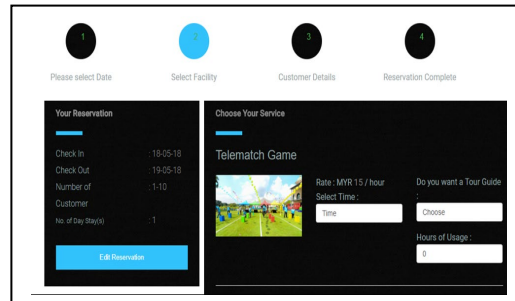 1
2
3
4
Please select Date
Select Facility
Customer Details
Reservation Complete
Your Reservation
Check In : 18-05-18
Check Out : 19-05-18
Number of : 1-10
Customer
No. of Day Stay(s) : 1
Edit Reservation
Choose Your Service
Telematch Game
Rate : MYR 15 / hour
Select Time :
Time
Do you want a Tour Guide
:
Choose
Hours of Usage :
0